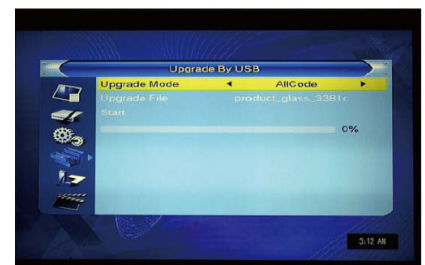 Upgrade By USB
Upgrade Mode AllCode
Upgrade File product_glass_3381c
Start
0%
3:12 AM